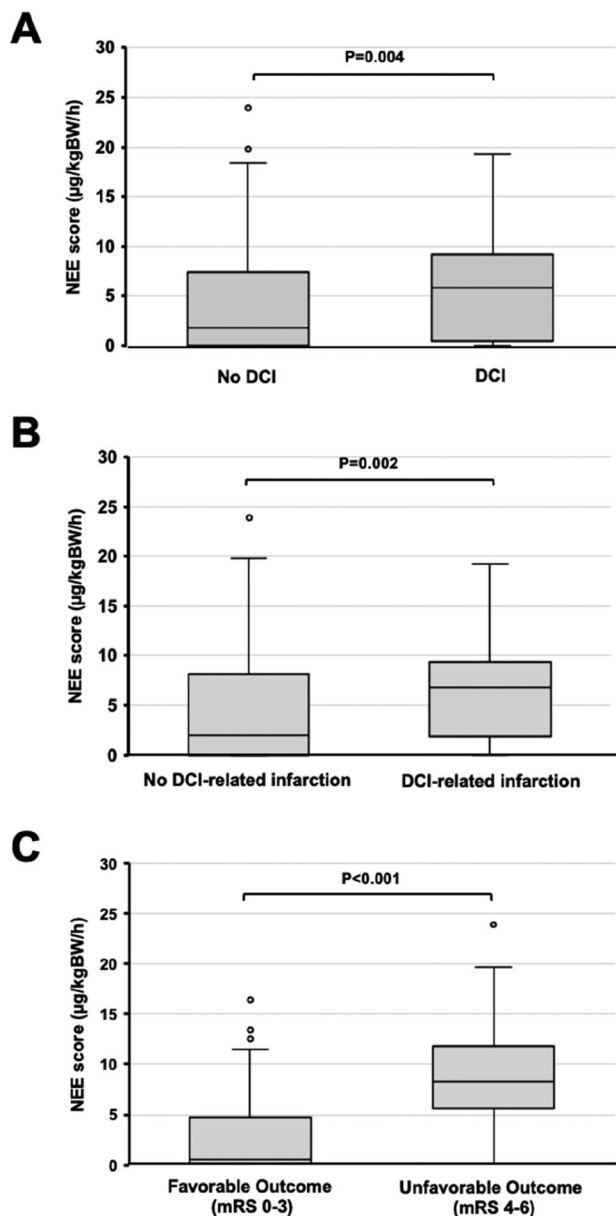 A
P=0.004
NEE score (µg/kgBW/h)
30
25
20
15
10
5
0
No DCI
DCI
B
P=0.002
NEE score (µg/kgBW/h)
30
25
20
15
10
5
0
No DCI-related infarction
DCI-related infarction
C
P<0.001
NEE score (µg/kgBW/h)
30
25
20
15
10
5
0
Favorable Outcome
(mRS 0-3)
Unfavorable Outcome
(mRS 4-6)